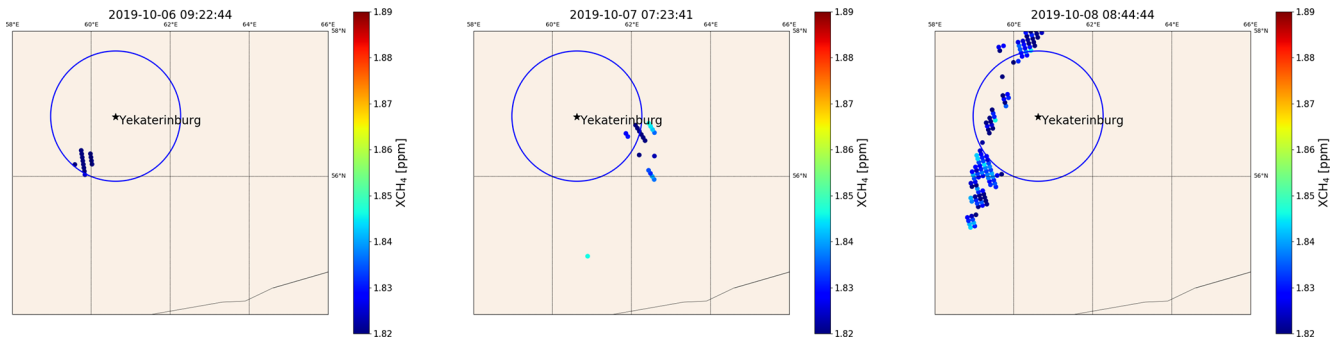 2019-10-06 09:22:44
58°E 60°E 62°E 64°E 66°E
58°N
56°N
Yekaterinburg
1.89
1.88
1.87
1.86
1.85
1.84
1.83
1.82
XCH₄ [ppm]
2019-10-07 07:23:41
58°E 60°E 62°E 64°E 66°E
58°N
56°N
Yekaterinburg
1.89
1.88
1.87
1.86
1.85
1.84
1.83
1.82
XCH₄ [ppm]
2019-10-08 08:44:44
58°E 60°E 62°E 64°E 66°E
58°N
56°N
Yekaterinburg
1.89
1.88
1.87
1.86
1.85
1.84
1.83
1.82
XCH₄ [ppm]